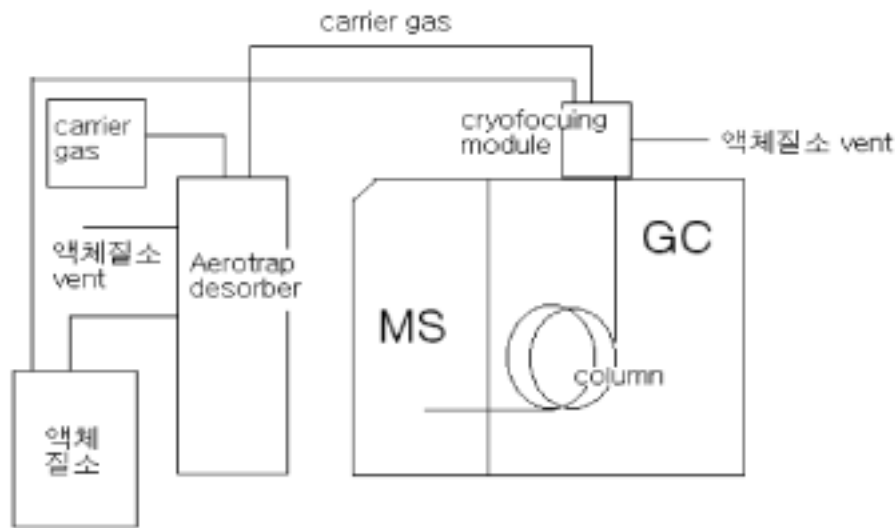 carrier gas
carrier
gas
cryofocuing
module
액체질소 vent
액체질소
vent
Aerotrap
desorber
GC
MS
column
액체
질소